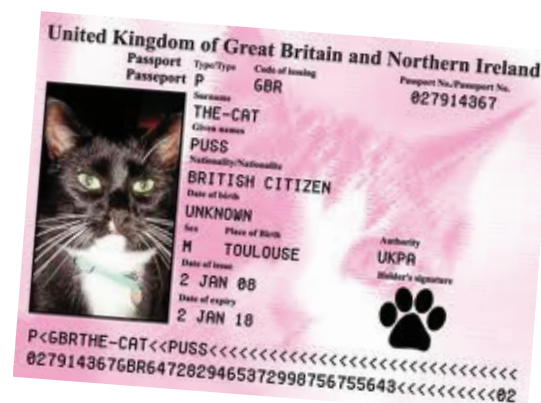 United Kingdom of Great Britain and Northern Ireland
Passport Type/Type Code of issuing Passport No./Passeport No.
Passeport P GBR 027914367
Surname
THE-CAT
Given names
PUSS
Nationality/Nationalite
BRITISH CITIZEN
Date of birth
UNKNOWN
Sex Place of Birth Authority
M TOULOUSE UKPA
Date of issue Holder's signature
2 JAN 08
Date of expiry
2 JAN 18
P<GBRTHE-CAT<<PUSS<<<<<<<<<<<<<<<<<<<<<<<<<<<<<<
027914367GBR6472829465372998756755643<<<<<<<<<<02